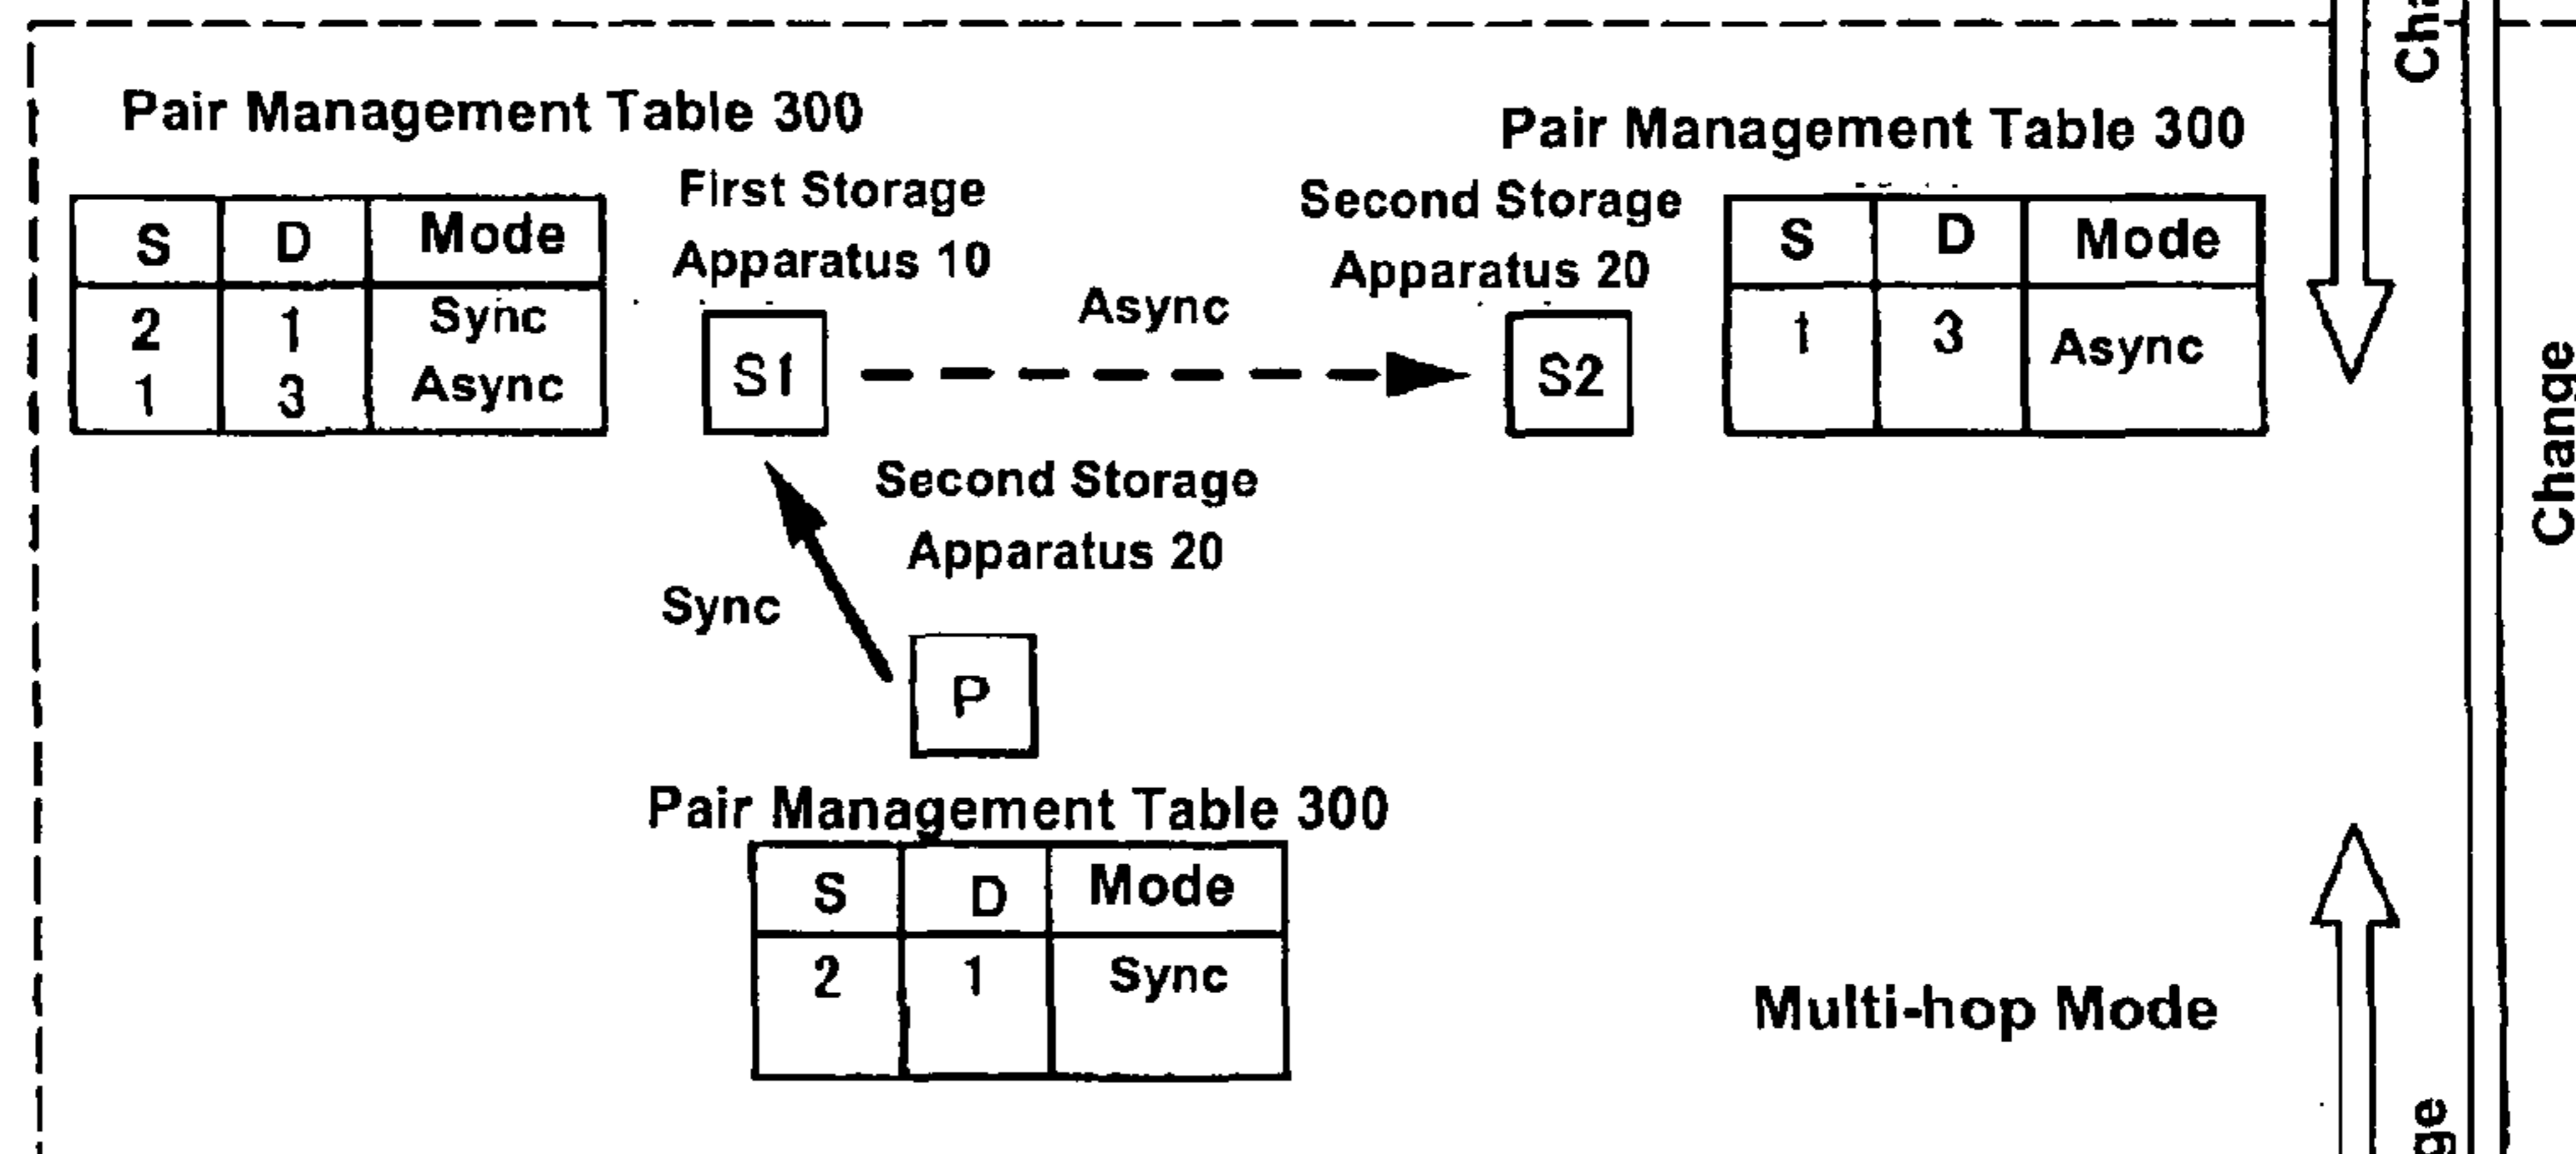 Pair Management Table 300
Pair Management Table 300
First Storage
Apparatus 10
Second Storage
Apparatus 20
S D Mode
2 1 Sync
1 3 Async
S1
Async
S2
S D Mode
1 3 Async
Change
Second Storage
Apparatus 20
Sync
P
Pair Management Table 300
S D Mode
2 1 Sync
Multi-hop Mode